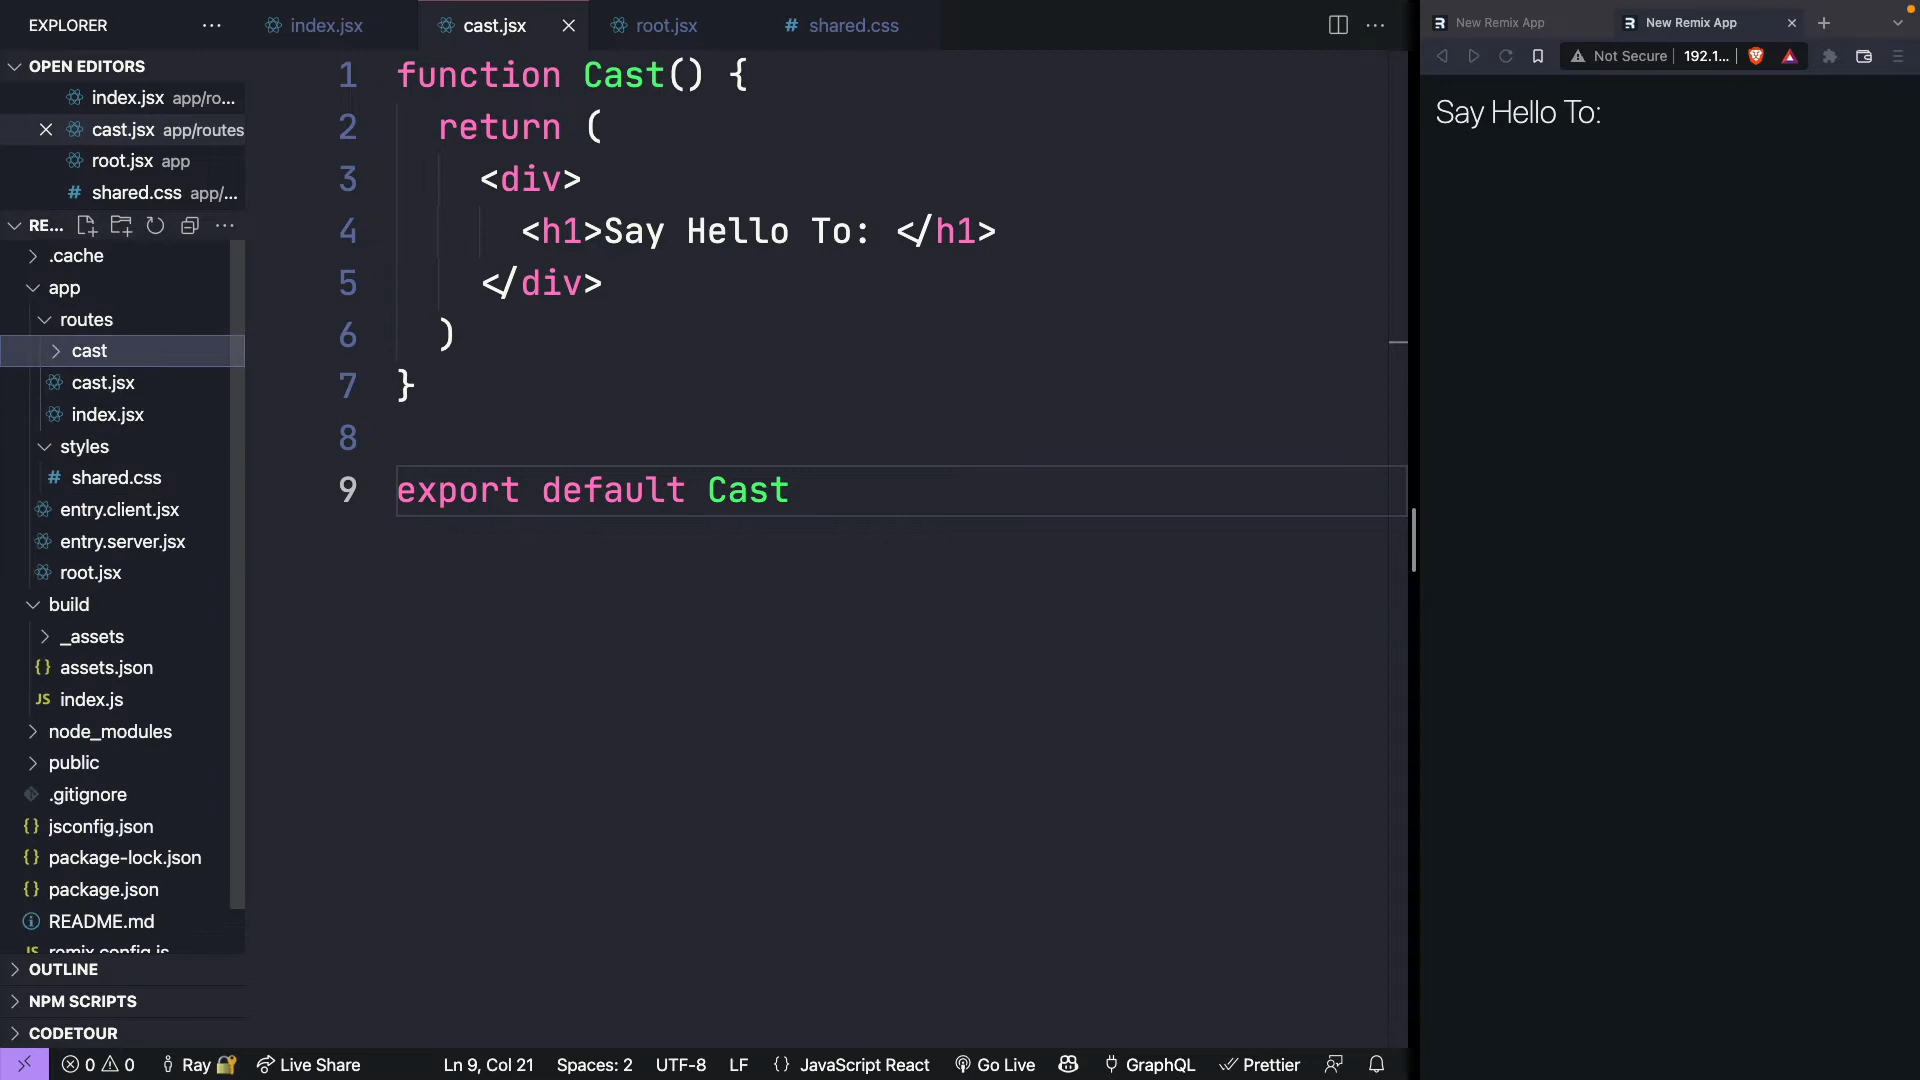 EXPLORER
index.jsx
cast.jsx
root.jsx
# shared.css
New Remix App
New Remix App
Not Secure
192.1...
OPEN EDITORS
index.jsx app/ro...
cast.jsx app/routes
root.jsx app
# shared.css app/...
RE...
.cache
app
routes
cast
cast.jsx
index.jsx
styles
# shared.css
entry.client.jsx
entry.server.jsx
root.jsx
build
_assets
{} assets.json
JS index.js
node_modules
public
.gitignore
{} jsconfig.json
{} package-lock.json
{} package.json
README.md
JS remix.config.js
OUTLINE
NPM SCRIPTS
CODETOUR
1 function Cast() {
2 return (
3 <div>
4 <h1>Say Hello To: </h1>
5 </div>
6 )
7 }
8
9 export default Cast
Say Hello To:
0 0
Ray
Live Share
Ln 9, Col 21
Spaces: 2
UTF-8
LF
{} JavaScript React
Go Live
GraphQL
Prettier